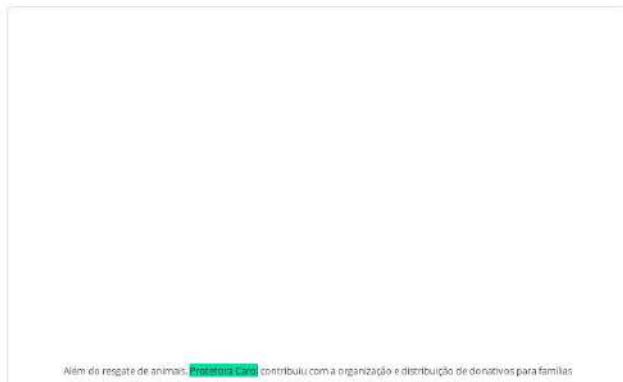 Além do resgate de animais, Protetora Carol contribuiu com a organização e distribuição de donativos para famílias